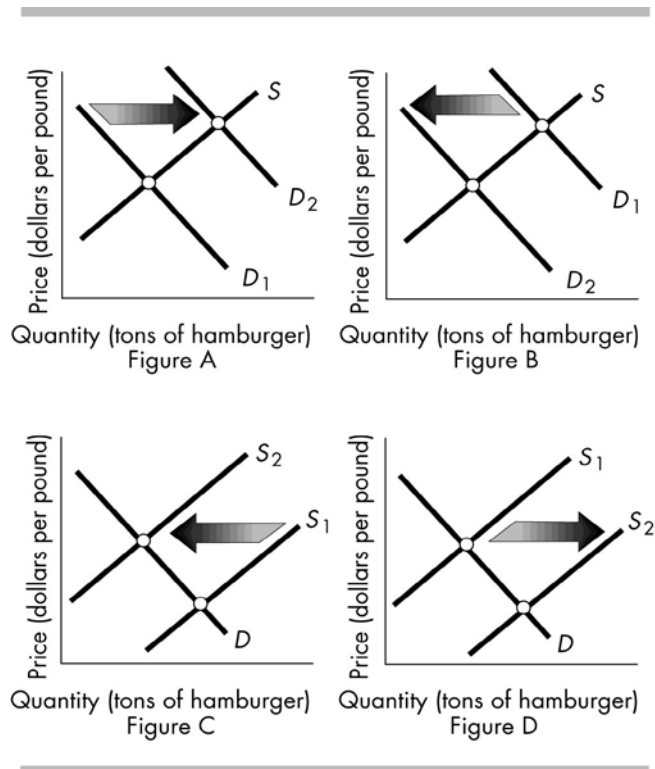 Price (dollars per pound)
S
D2
D1
Quantity (tons of hamburger)
Figure A
Price (dollars per pound)
S
D1
D2
Quantity (tons of hamburger)
Figure B
Price (dollars per pound)
S2
S1
D
Quantity (tons of hamburger)
Figure C
Price (dollars per pound)
S1
S2
D
Quantity (tons of hamburger)
Figure D